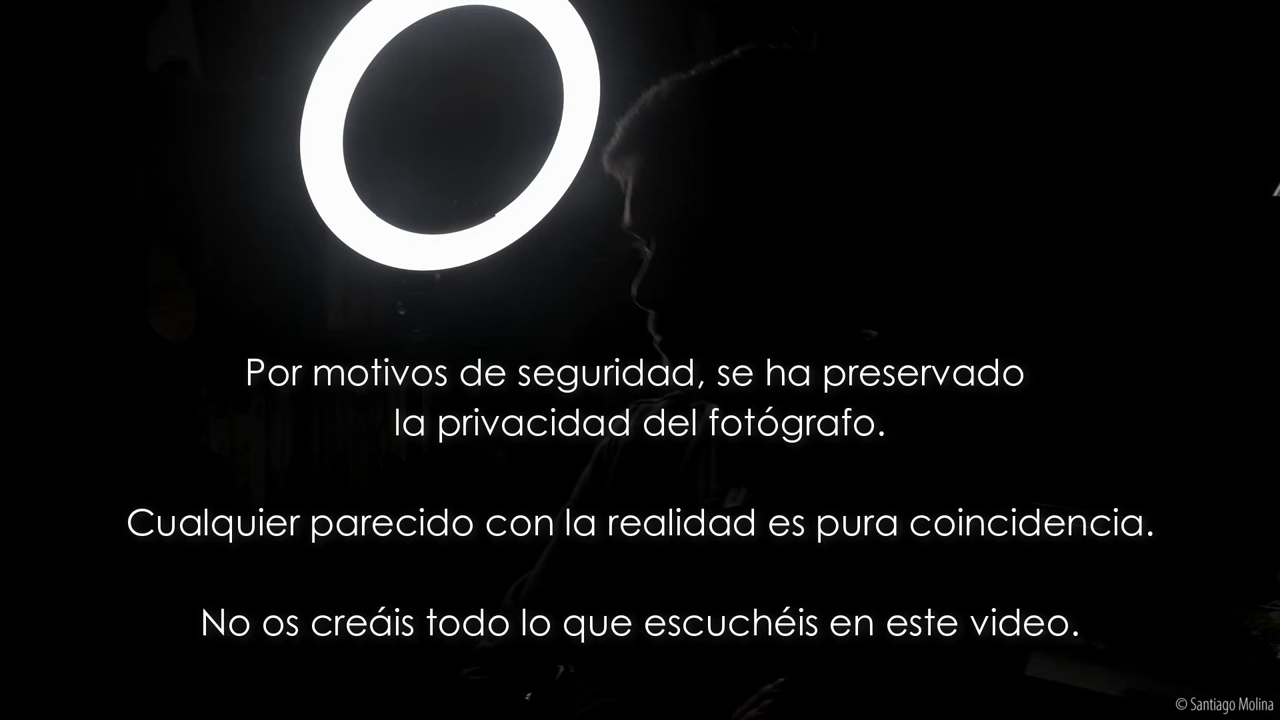 Por motivos de seguridad, se ha preservado
la privacidad del fotógrafo.
Cualquier parecido con la realidad es pura coincidencia.
No os creáis todo lo que escuchéis en este video.
© Santiago Molina